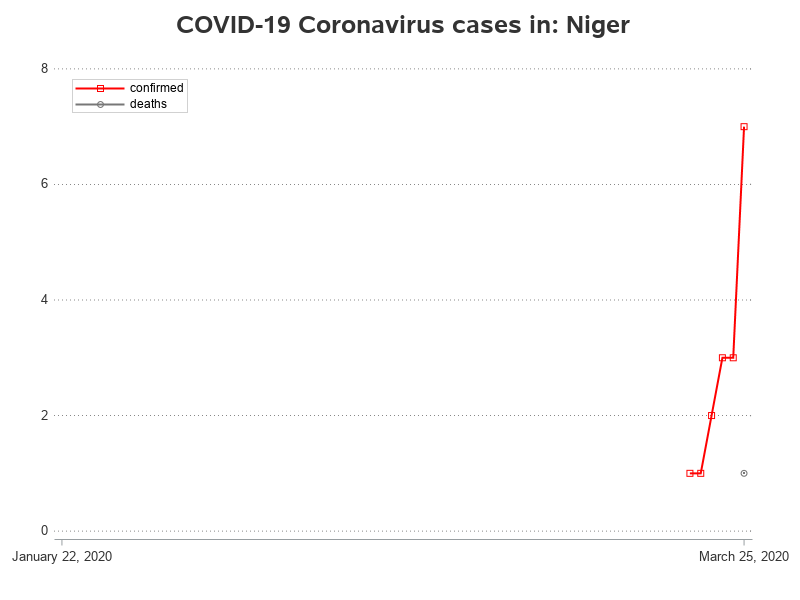 COVID-19 Coronavirus cases in: Niger
8
confirmed
deaths
6
4
2
0
January 22, 2020
March 25, 2020